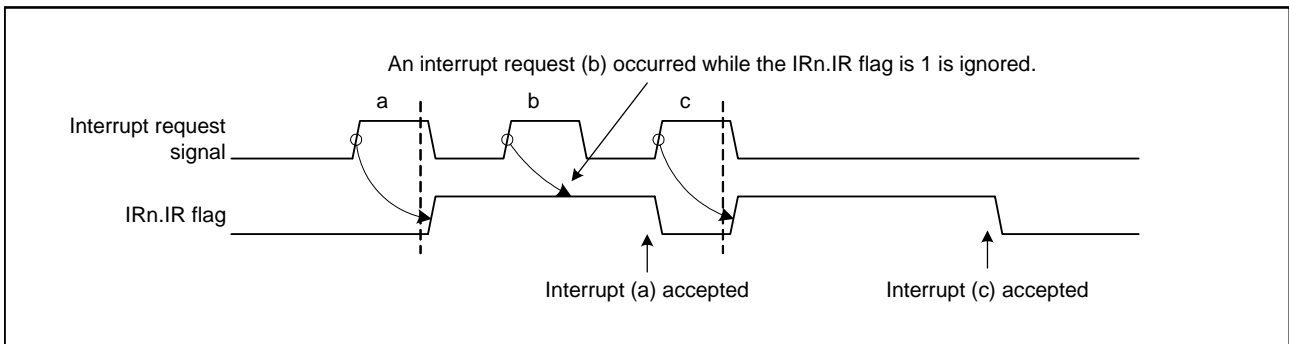 An interrupt request (b) occurred while the IRn.IR flag is 1 is ignored.
a
b
c
Interrupt request
signal
IRn.IR flag
Interrupt (a) accepted
Interrupt (c) accepted